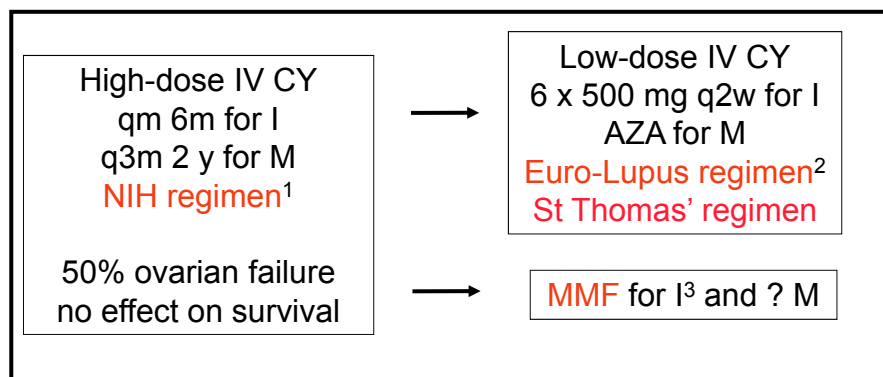 High-dose IV CY
qm 6m for I
q3m 2 y for M
NIH regimen¹
50% ovarian failure
no effect on survival
Low-dose IV CY
6 x 500 mg q2w for I
AZA for M
Euro-Lupus regimen²
St Thomas’ regimen
MMF for I³ and ? M